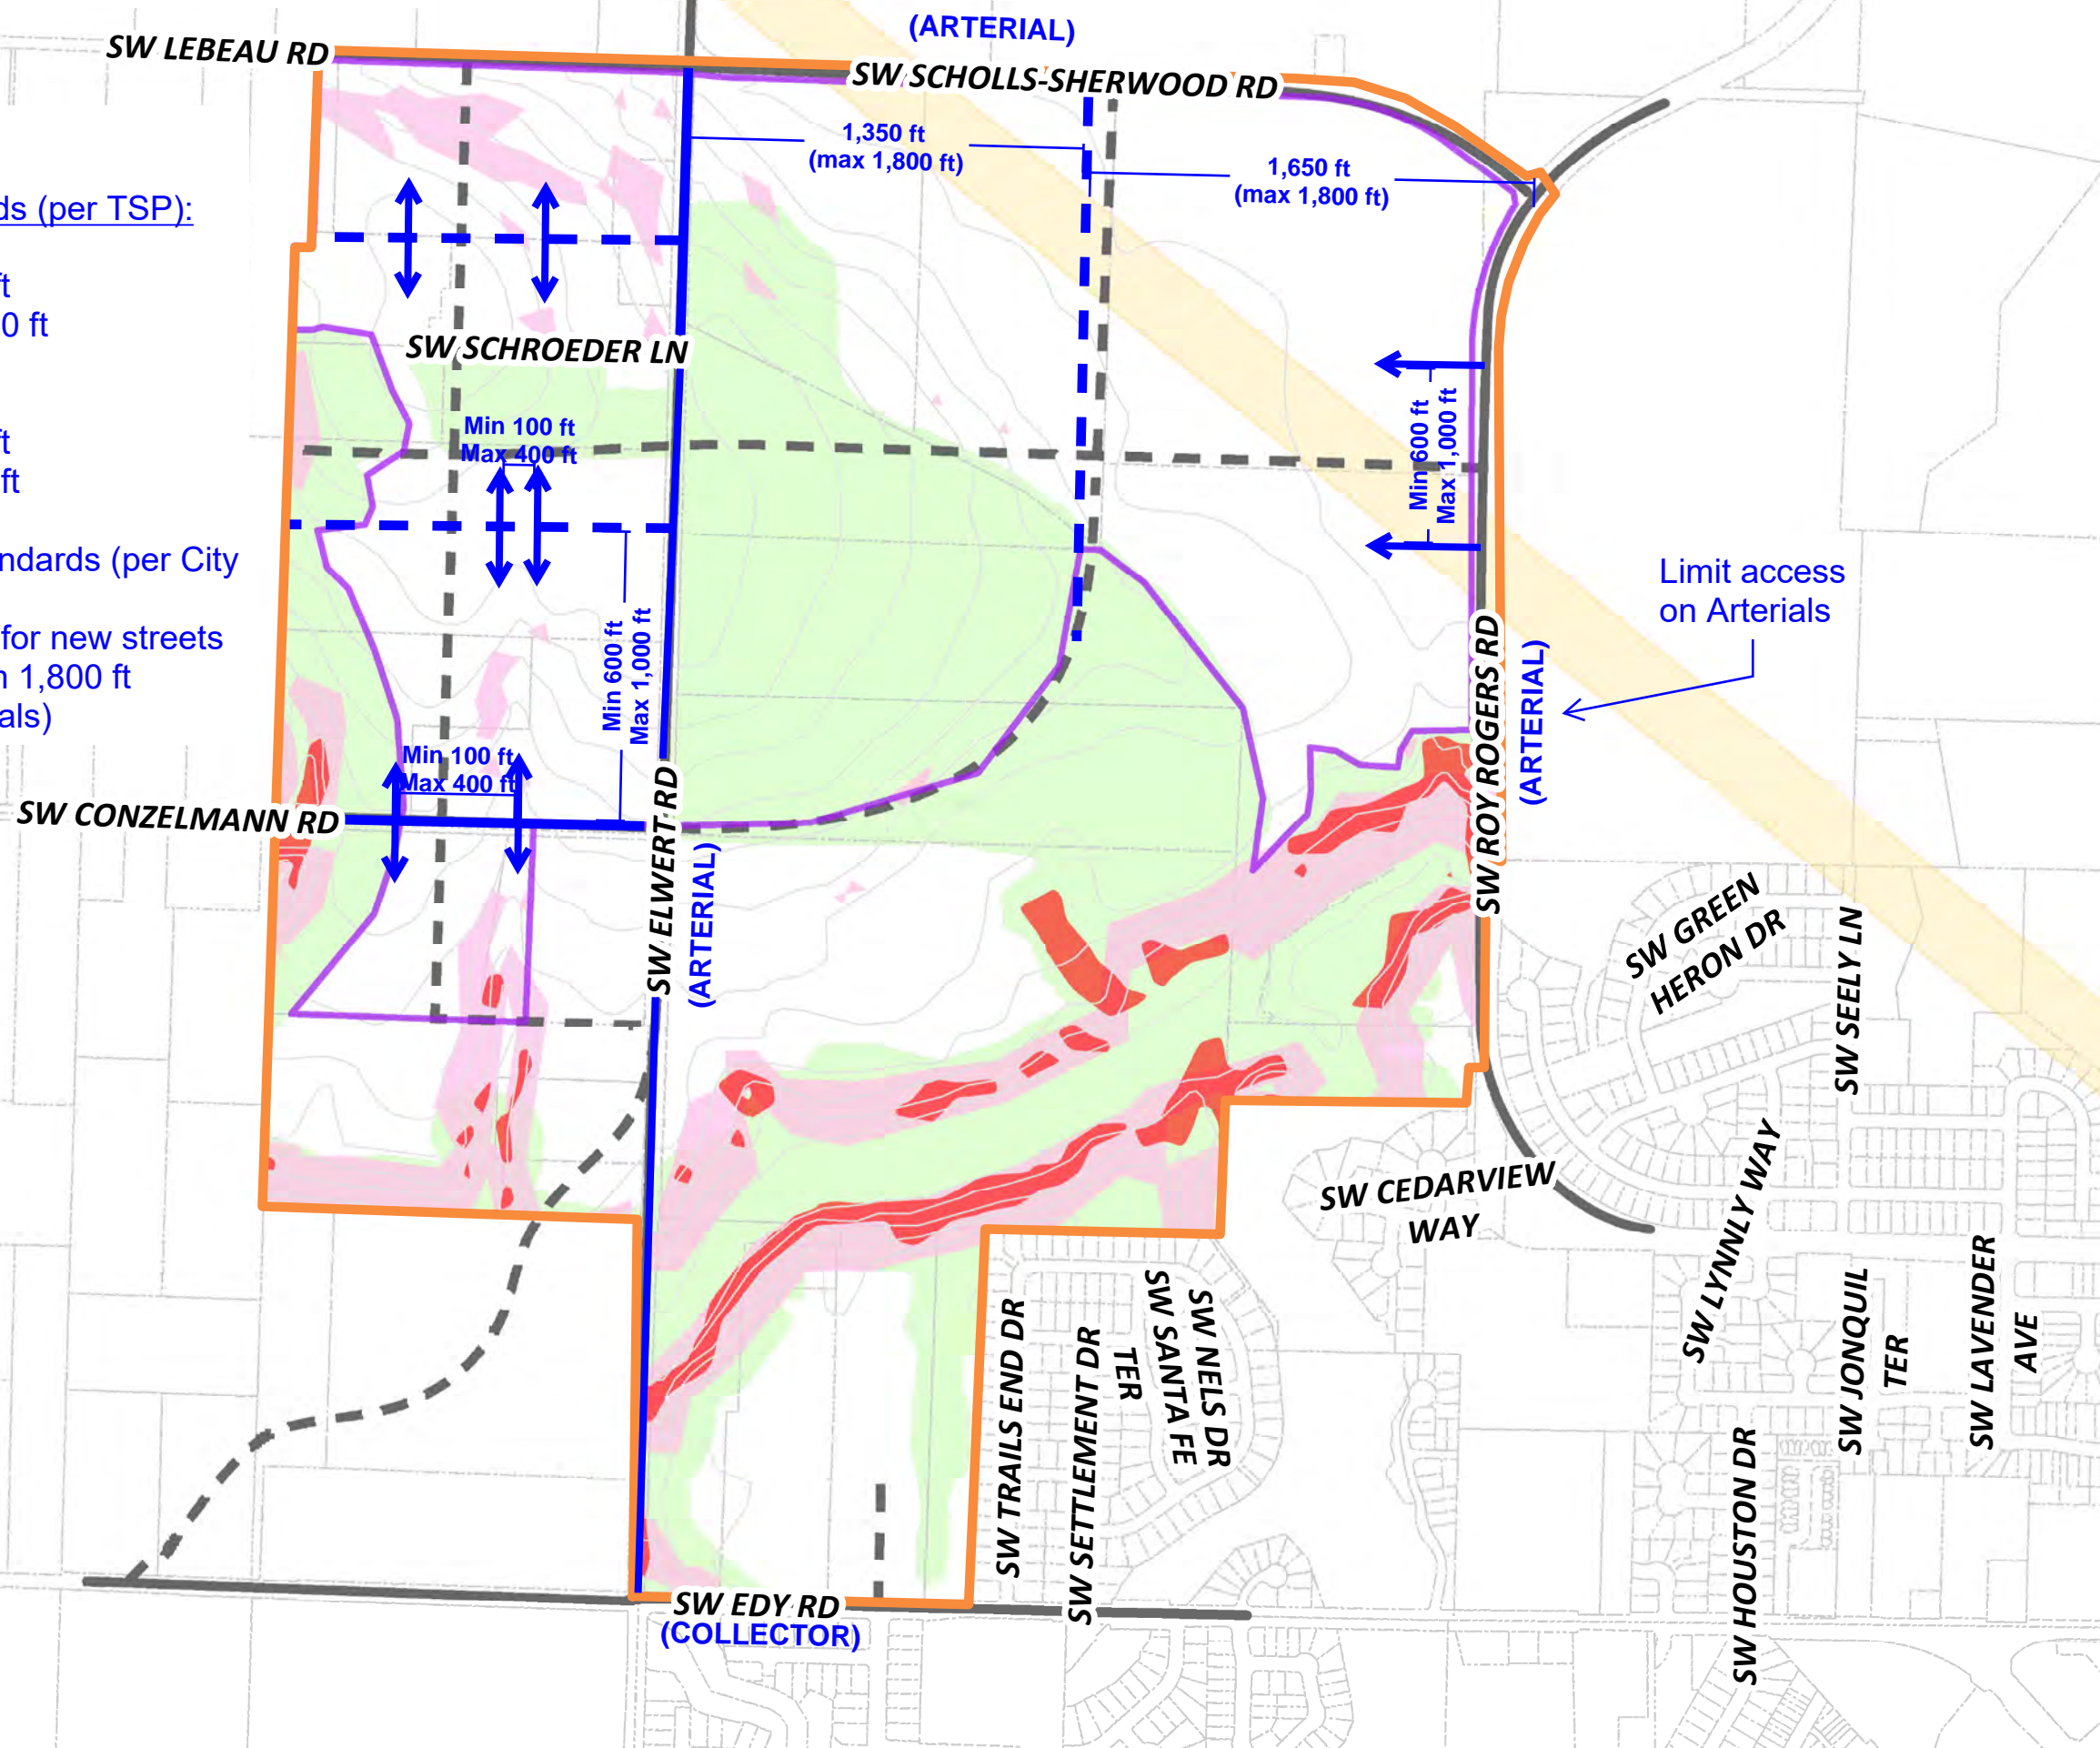 (ARTERIAL)
SW LEBEAU RD
SW SCHOLLS-SHERWOOD RD
1,350 ft
(max 1,800 ft)
1,650 ft
(max 1,800 ft)
ds (per TSP):
ft
0 ft
SW SCHROEDER LN
Min 100 ft
Max 400 ft
Min 600 ft
Max 1,000 ft
ft
ft
ndards (per City
for new streets
n 1,800 ft
als)
Limit access
on Arterials
Min 600 ft
Max 1,000 ft
SW ROY ROGERS RD
(ARTERIAL)
Min 100 ft
Max 400 ft
SW CONZELMANN RD
SW ELWERT RD
(ARTERIAL)
SW GREEN
HERON DR
SW SEELY LN
SW CEDARVIEW
WAY
SW LYNNLY WAY
SW TRAILS END DR
SW SETTLEMENT DR
SW SANTA FE
TER
SW NELS DR
SW JONQUIL
TER
SW LAVENDER
AVE
SW HOUSTON DR
SW EDY RD
(COLLECTOR)